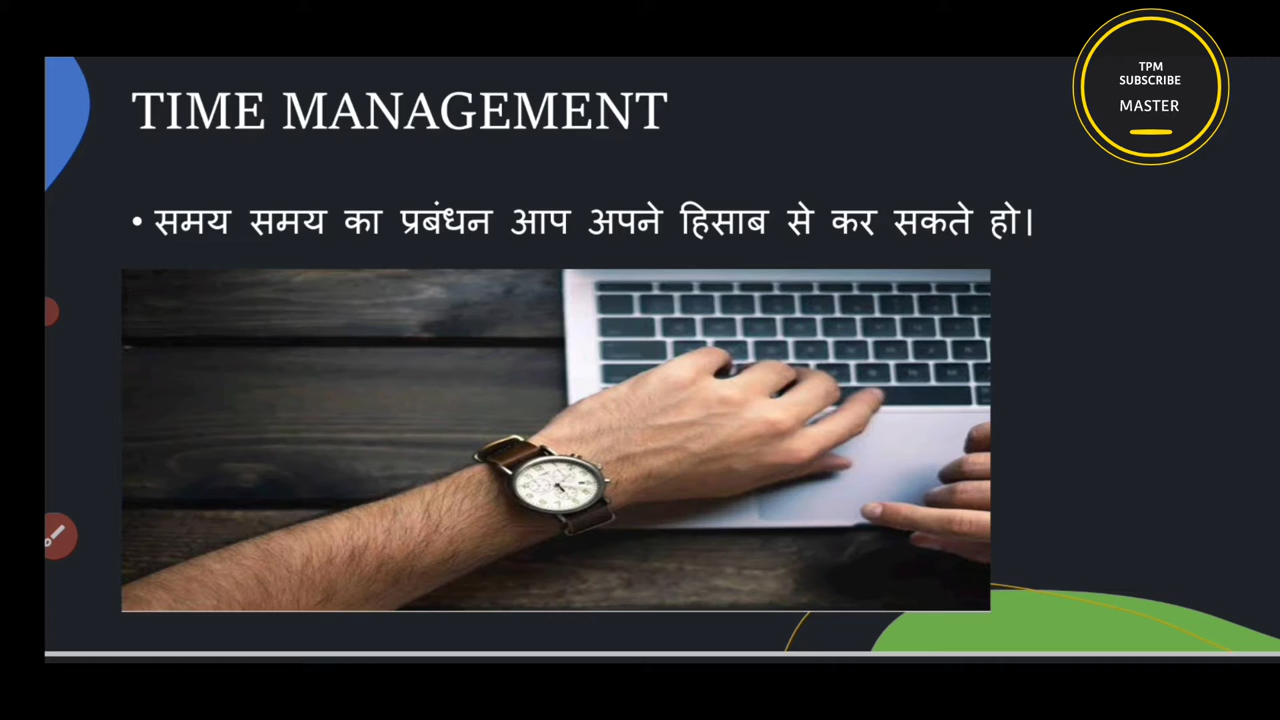 TIME MANAGEMENT
• समय समय का प्रबंधन आप अपने हिसाब से कर सकते हो।
TPM
SUBSCRIBE
MASTER